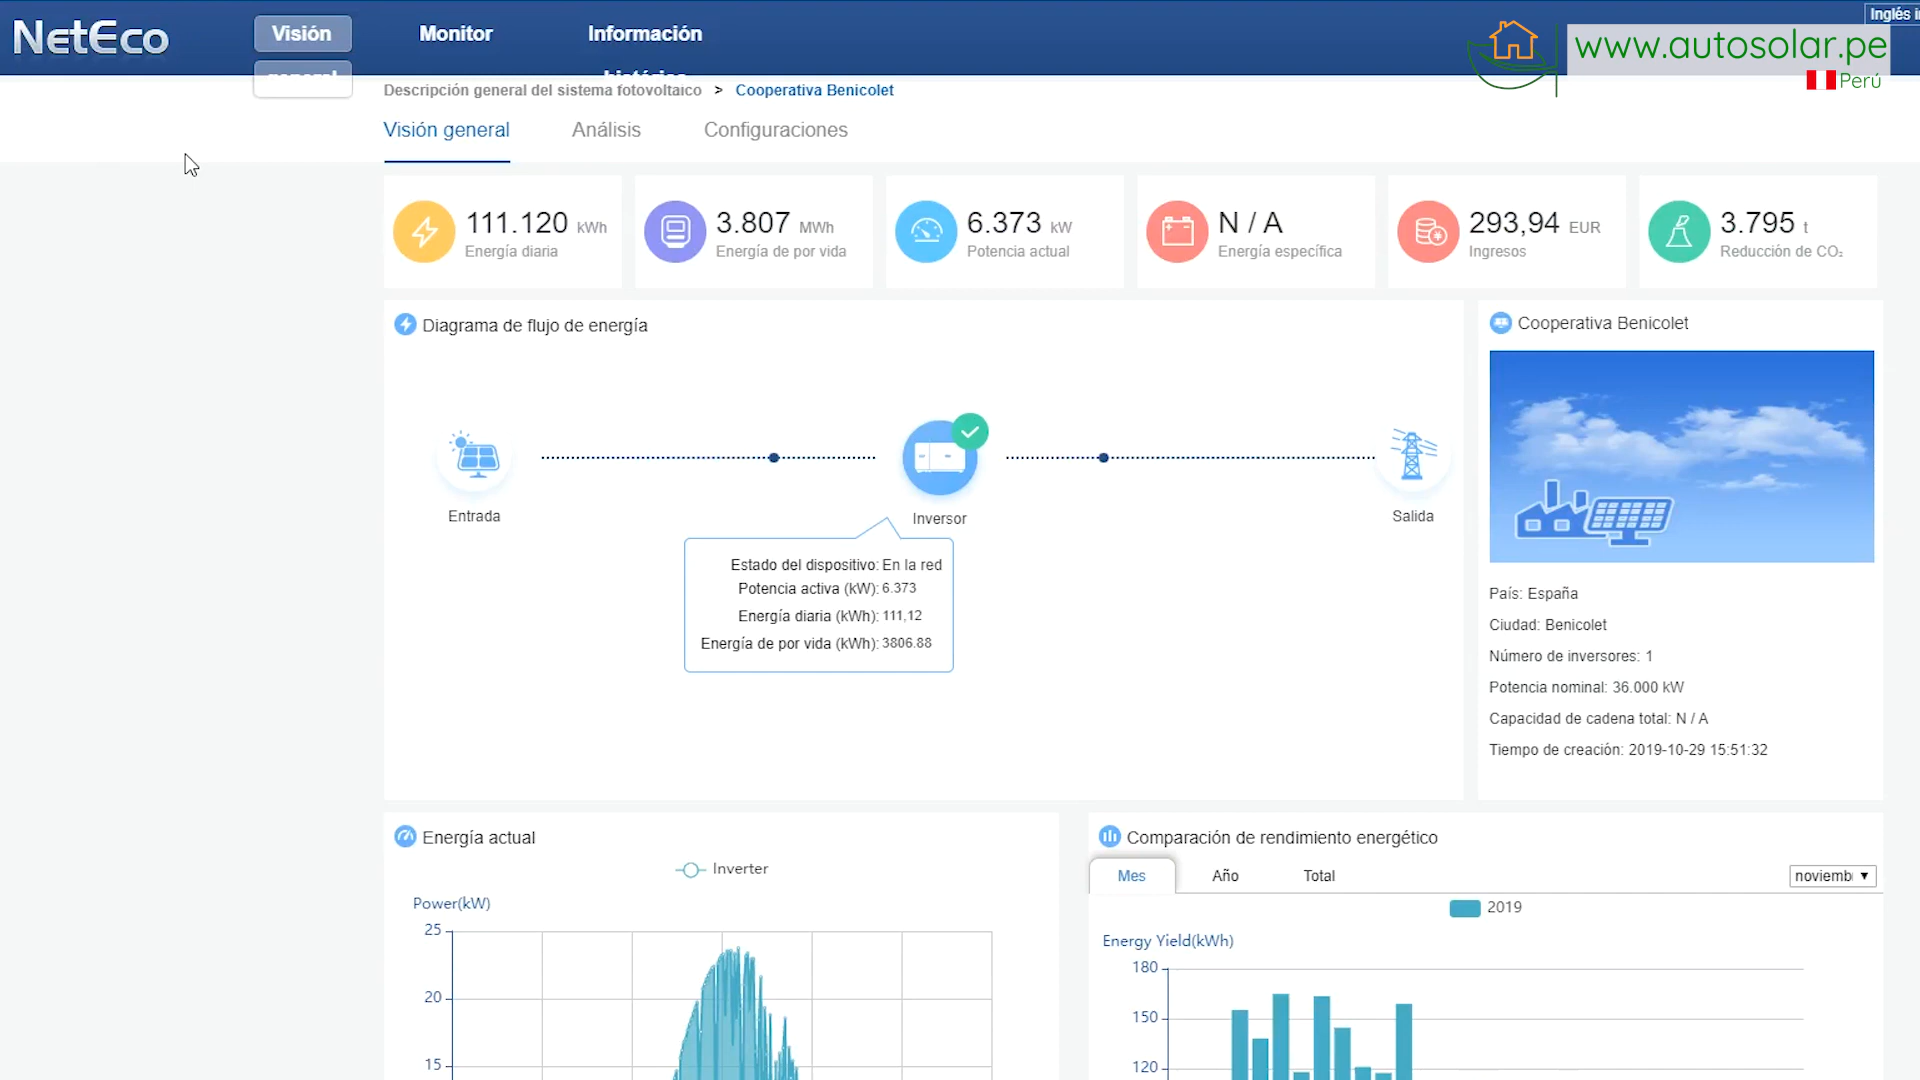 NetEco
Visión
general
Monitor
Información
histórica
Inglés
www.autosolar.pe
Perú
Descripción general del sistema fotovoltaico > Cooperativa Benicolet
Visión general
Análisis
Configuraciones
111.120 kWh
Energía diaria
3.807 MWh
Energía de por vida
6.373 kW
Potencia actual
N / A
Energía específica
293,94 EUR
Ingresos
3.795 t
Reducción de CO₂
Diagrama de flujo de energía
Entrada
Inversor
Salida
Estado del dispositivo: En la red
Potencia activa (kW): 6.373
Energía diaria (kWh): 111,12
Energía de por vida (kWh): 3806.88
Cooperativa Benicolet
País: España
Ciudad: Benicolet
Número de inversores: 1
Potencia nominal: 36.000 kW
Capacidad de cadena total: N / A
Tiempo de creación: 2019-10-29 15:51:32
Energía actual
Inverter
Power(kW)
25
20
15
Comparación de rendimiento energético
Mes
Año
Total
noviemb
2019
Energy Yield(kWh)
180
150
120